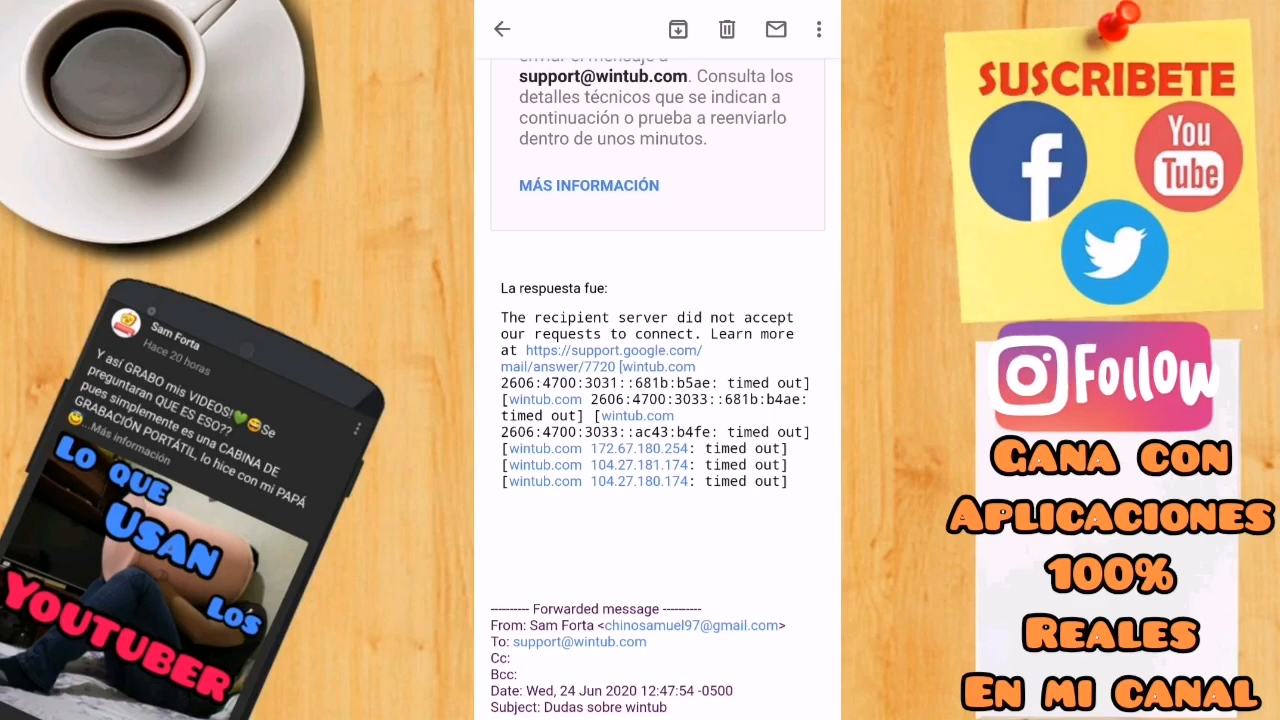 enviar el mensaje a
support@wintub.com. Consulta los
detalles técnicos que se indican a
continuación o prueba a reenviarlo
dentro de unos minutos.
MÁS INFORMACIÓN
La respuesta fue:
The recipient server did not accept
our requests to connect. Learn more
at https://support.google.com/
mail/answer/7720 [wintub.com
2606:4700:3031::681b:b5ae: timed out]
[wintub.com 2606:4700:3033::681b:b4ae:
timed out] [wintub.com
2606:4700:3033::ac43:b4fe: timed out]
[wintub.com 172.67.180.254: timed out]
[wintub.com 104.27.181.174: timed out]
[wintub.com 104.27.180.174: timed out]
---------- Forwarded message ----------
From: Sam Forta <chinosamuel97@gmail.com>
To: support@wintub.com
Cc:
Bcc:
Date: Wed, 24 Jun 2020 12:47:54 -0500
Subject: Dudas sobre wintub
Sam Forta
Hace 20 horas
Y así GRABO mis VIDEOS!💚😅Se
preguntaran QUE ES ESO??
pues simplemente es una CABINA DE
GRABACIÓN PORTÁTIL, lo hice con mi PAPÁ
...Más información
Lo que
Usan
Los
Youtuber
SUSCRIBETE
f
You
Tube
Follow
Gana con
Aplicaciones
100%
Reales
En mi canal